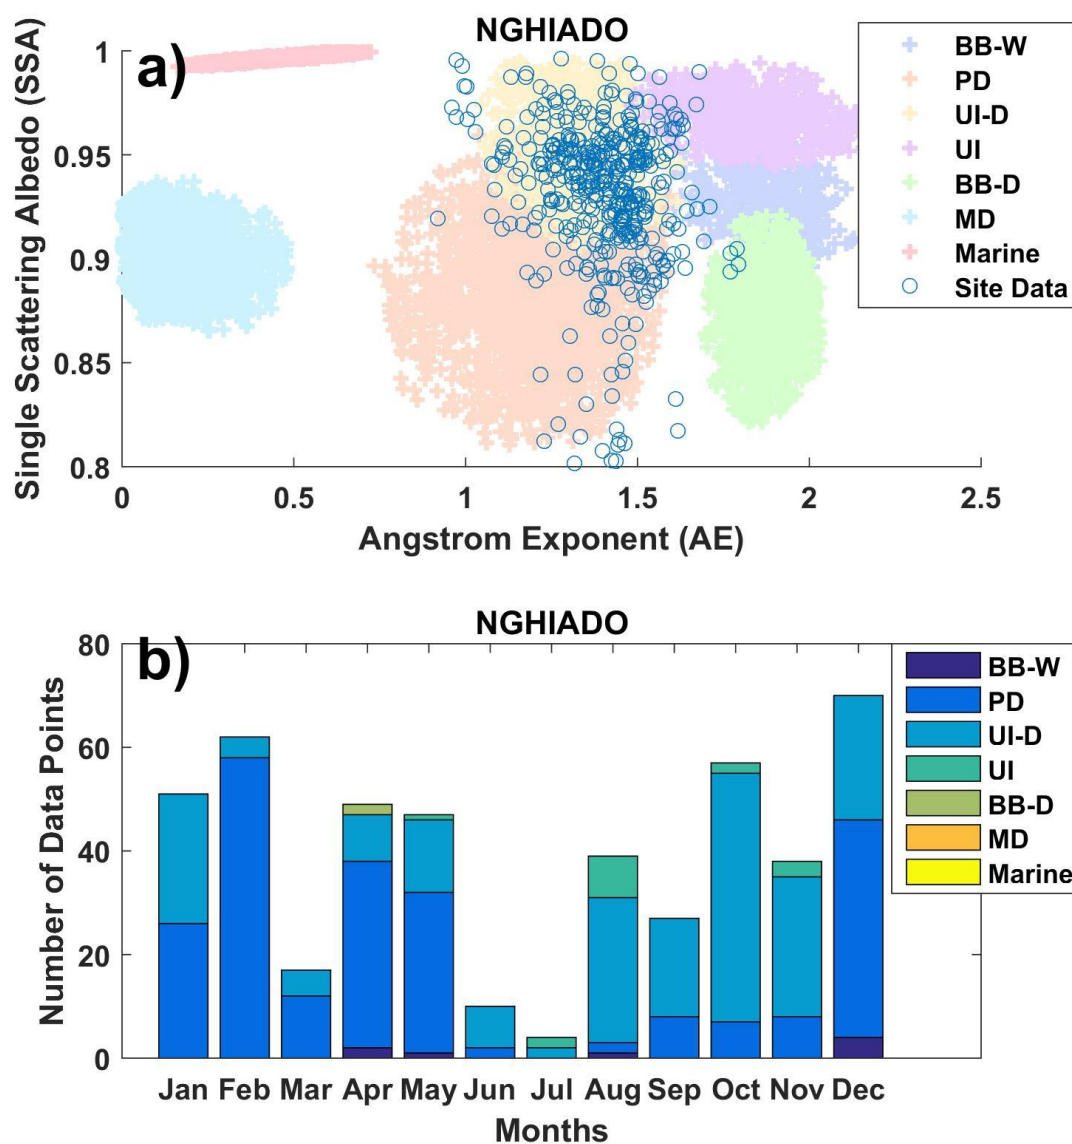 NGHIADO
a)
Single Scattering Albedo (SSA)
1
0.95
0.9
0.85
0.8
0
0.5
1
1.5
2
2.5
Angstrom Exponent (AE)
BB-W
PD
UI-D
UI
BB-D
MD
Marine
Site Data
NGHIADO
b)
Number of Data Points
80
60
40
20
0
Jan Feb Mar Apr May Jun Jul Aug Sep Oct Nov Dec
Months
BB-W
PD
UI-D
UI
BB-D
MD
Marine